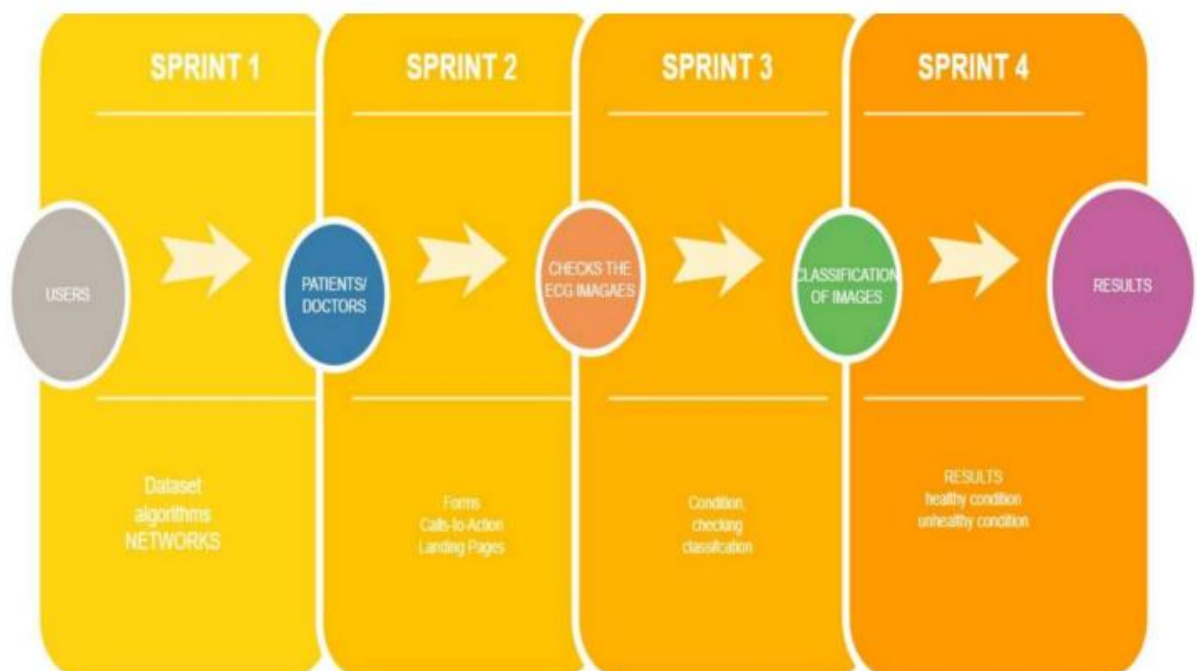 SPRINT 1
SPRINT 2
SPRINT 3
SPRINT 4
USERS
PATIENTS/
DOCTORS
CHECKS THE
ECG IMAGAES
CLASSIFICATION
OF IMAGES
RESULTS
Dataset
algorithms
NETWORKS
Forms
Calls-to-Action
Landing Pages
Condition,
checking
classifcation
RESULTS
healthy condition
unhealthy condition